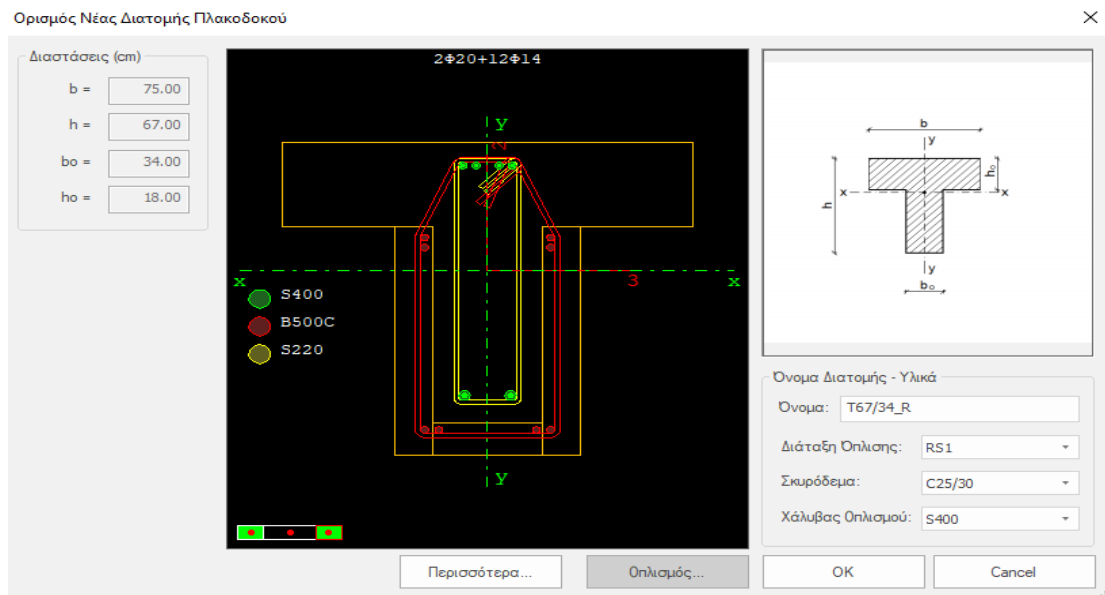 Ορισμός Νέας Διατομής Πλακοδοκού
Διαστάσεις (cm)
b = 75.00
h = 67.00
bo = 34.00
ho = 18.00
2Φ20+12Φ14
y
2
x 3 x
S400
B500C
S220
y
b
y
h ho
x x
y
bo
Όνομα Διατομής - Υλικά
Όνομα: T67/34_R
Διάταξη Όπλισης: RS1
Σκυρόδεμα: C25/30
Χάλυβας Οπλισμού: S400
Περισσότερα... Οπλισμός... OK Cancel